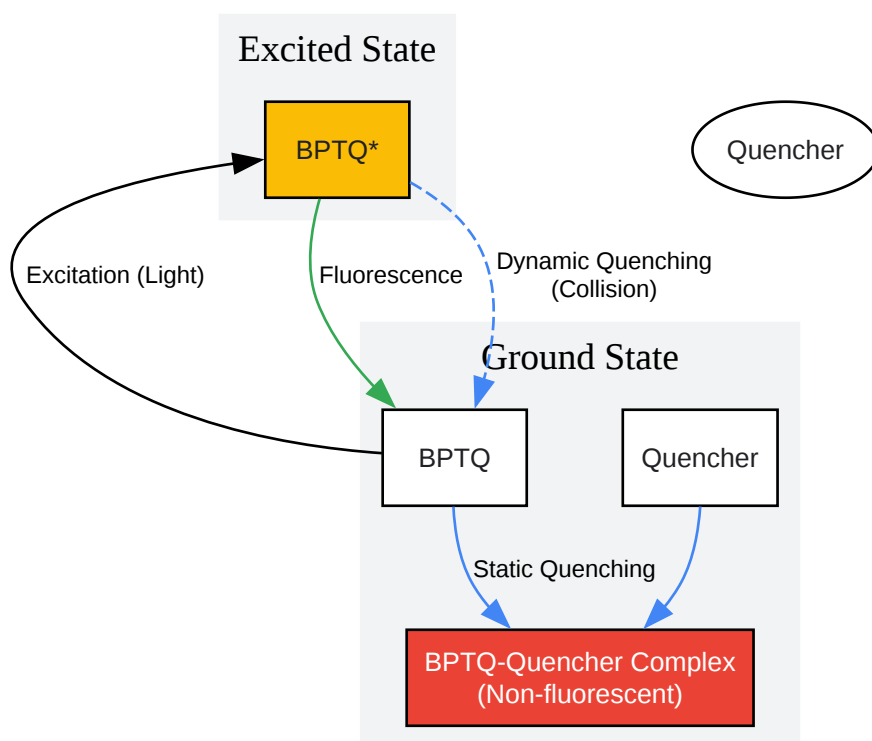 Excited State
BPTQ*
Quencher
Excitation (Light)
Fluorescence
Dynamic Quenching
(Collision)
Ground State
BPTQ
Quencher
Static Quenching
BPTQ-Quencher Complex
(Non-fluorescent)